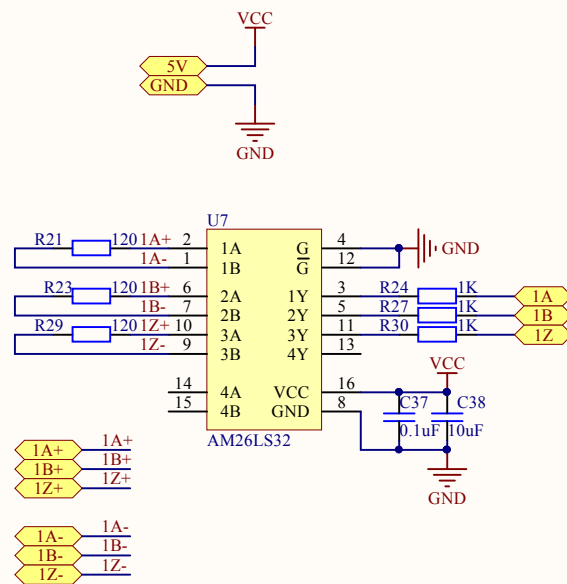 VCC
5V
GND
GND
U7
R21 120 1A+ 2 1A G 4 GND
1A- 1 1B G 12
R23 120 1B+ 6 2A 1Y 3 R24 1K 1A
1B- 7 2B 2Y 5 R27 1K 1B
R29 120 1Z+ 10 3A 3Y 11 R30 1K 1Z
1Z- 9 3B 4Y 13
VCC
14 4A VCC 16
15 4B GND 8 C37 C38
0.1uF 10uF
AM26LS32
GND
1A+ 1A+
1B+ 1B+
1Z+ 1Z+
1A- 1A-
1B- 1B-
1Z- 1Z-